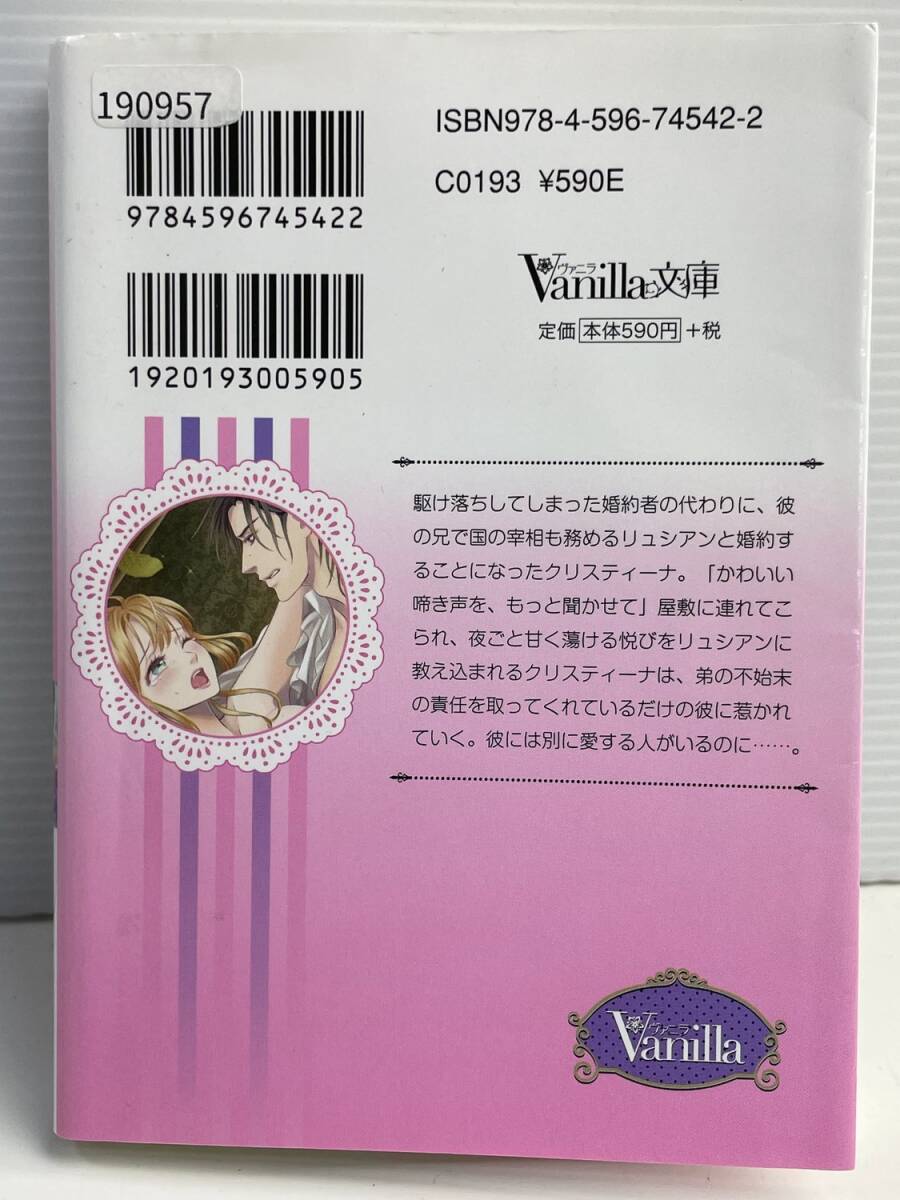 190957
9784596745422
1920193005905
ISBN978-4-596-74542-2
C0193 ¥590E
ヴァニラ
Vanilla文庫
定価 本体590円 +税
駆け落ちしてしまった婚約者の代わりに、彼
の兄で国の宰相も務めるリュシアンと婚約す
ることになったクリスティーナ。「かわいい
啼き声を、もっと聞かせて」屋敷に連れてこ
られ、夜ごと甘く蕩ける悦びをリュシアンに
教え込まれるクリスティーナは、弟の不始末
の責任を取ってくれているだけの彼に惹かれ
ていく。彼には別に愛する人がいるのに……。
ヴァニラ
Vanilla